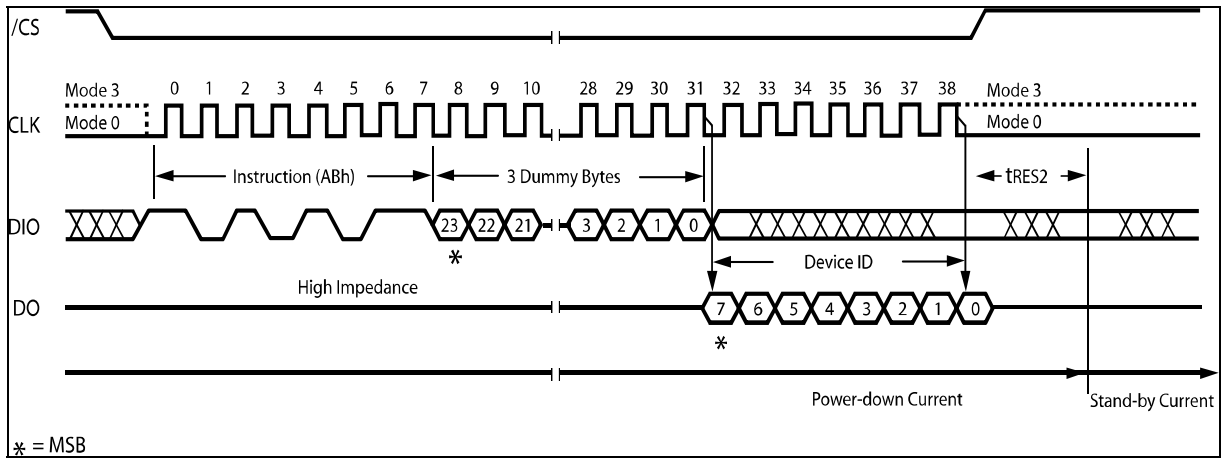 /CS
Mode 3 0 1 2 3 4 5 6 7 8 9 10 28 29 30 31 32 33 34 35 36 37 38 Mode 3
CLK Mode 0 Mode 0
Instruction (ABh) 3 Dummy Bytes tRES2
DIO 23 22 21 3 2 1 0
* Device ID
High Impedance
DO 7 6 5 4 3 2 1 0
*
Power-down Current Stand-by Current
* = MSB